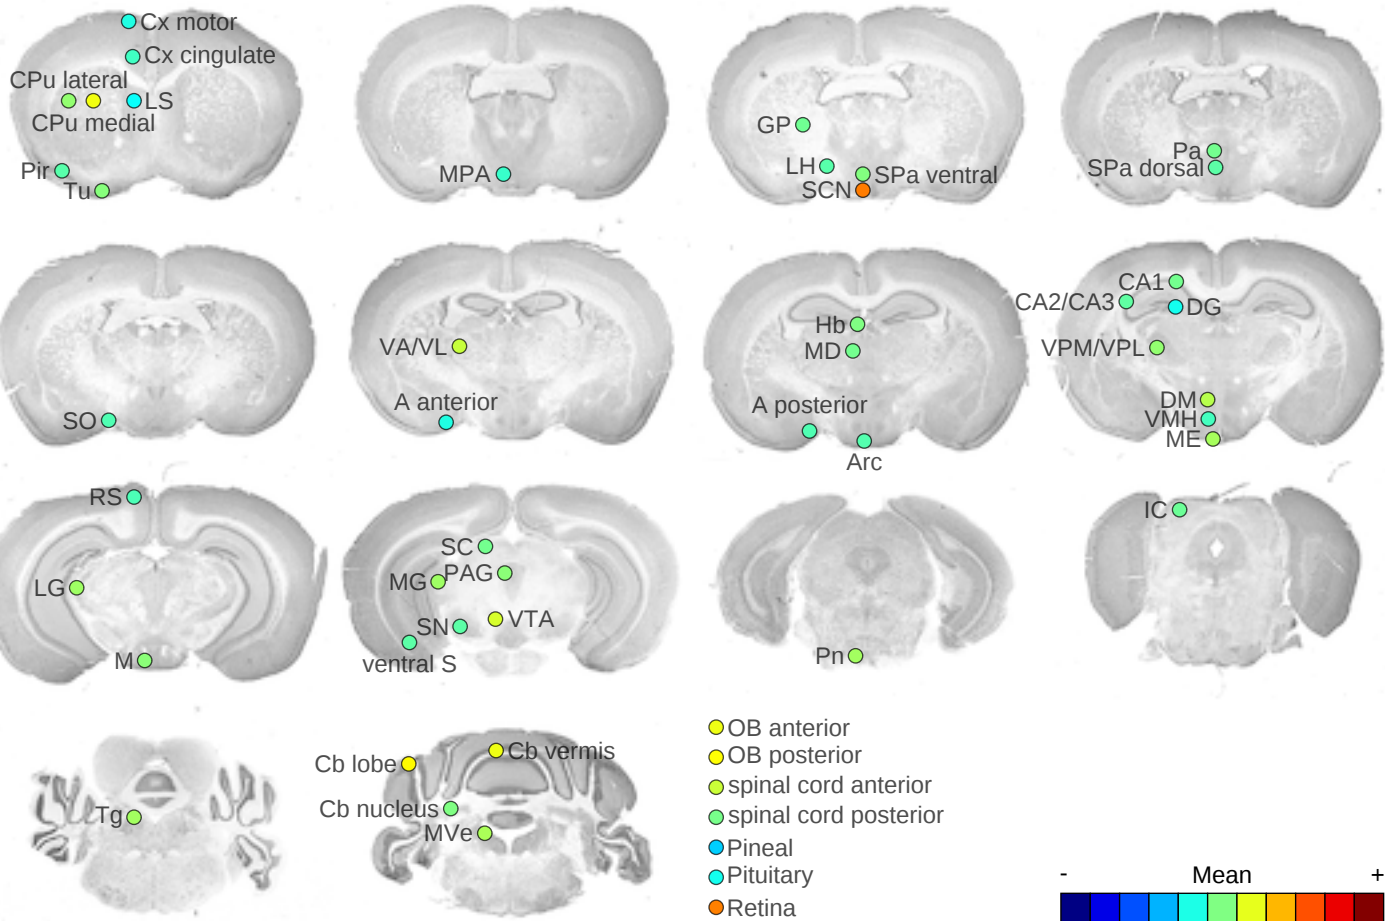 Cx motor
Cx cingulate
CPu lateral
LS
CPu medial
Pir
Tu
MPA
GP
LH
SPa ventral
SCN
Pa
SPa dorsal
SO
VA/VL
A anterior
Hb
MD
A posterior
Arc
CA1
CA2/CA3
DG
VPM/VPL
DM
VMH
ME
RS
LG
M
SC
MG
PAG
SN
VTA
ventral S
Pn
IC
Tg
Cb lobe
Cb vermis
Cb nucleus
MVe
OB anterior
OB posterior
spinal cord anterior
spinal cord posterior
Pineal
Pituitary
Retina
- Mean +